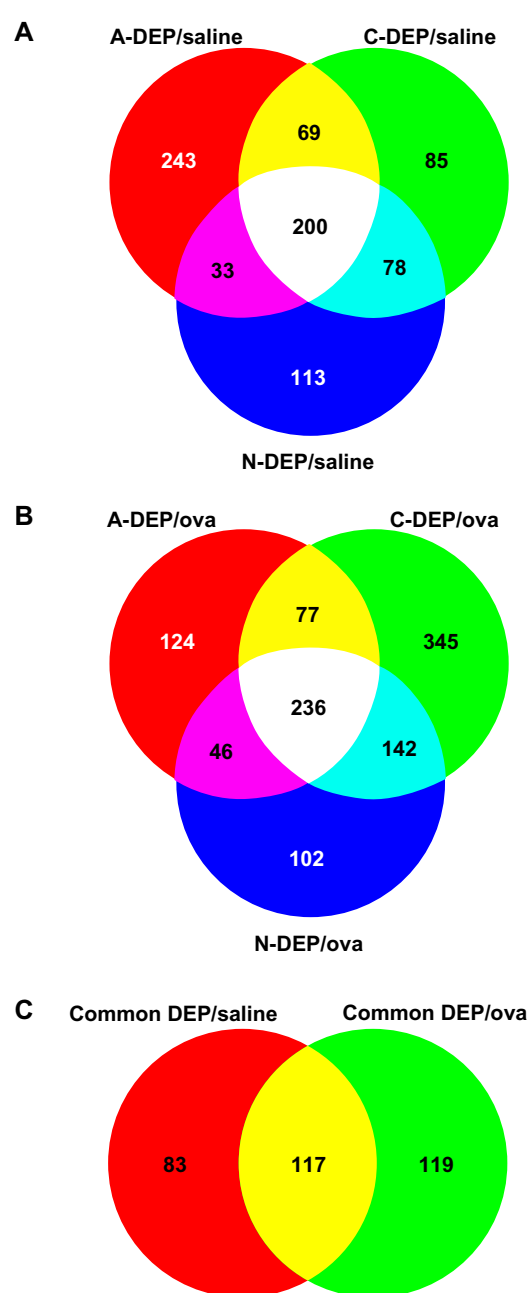 A
A-DEP/saline C-DEP/saline
69
243 85
200
33 78
113
N-DEP/saline
B
A-DEP/ova C-DEP/ova
77
124 345
236
46 142
102
N-DEP/ova
C
Common DEP/saline Common DEP/ova
83 117 119